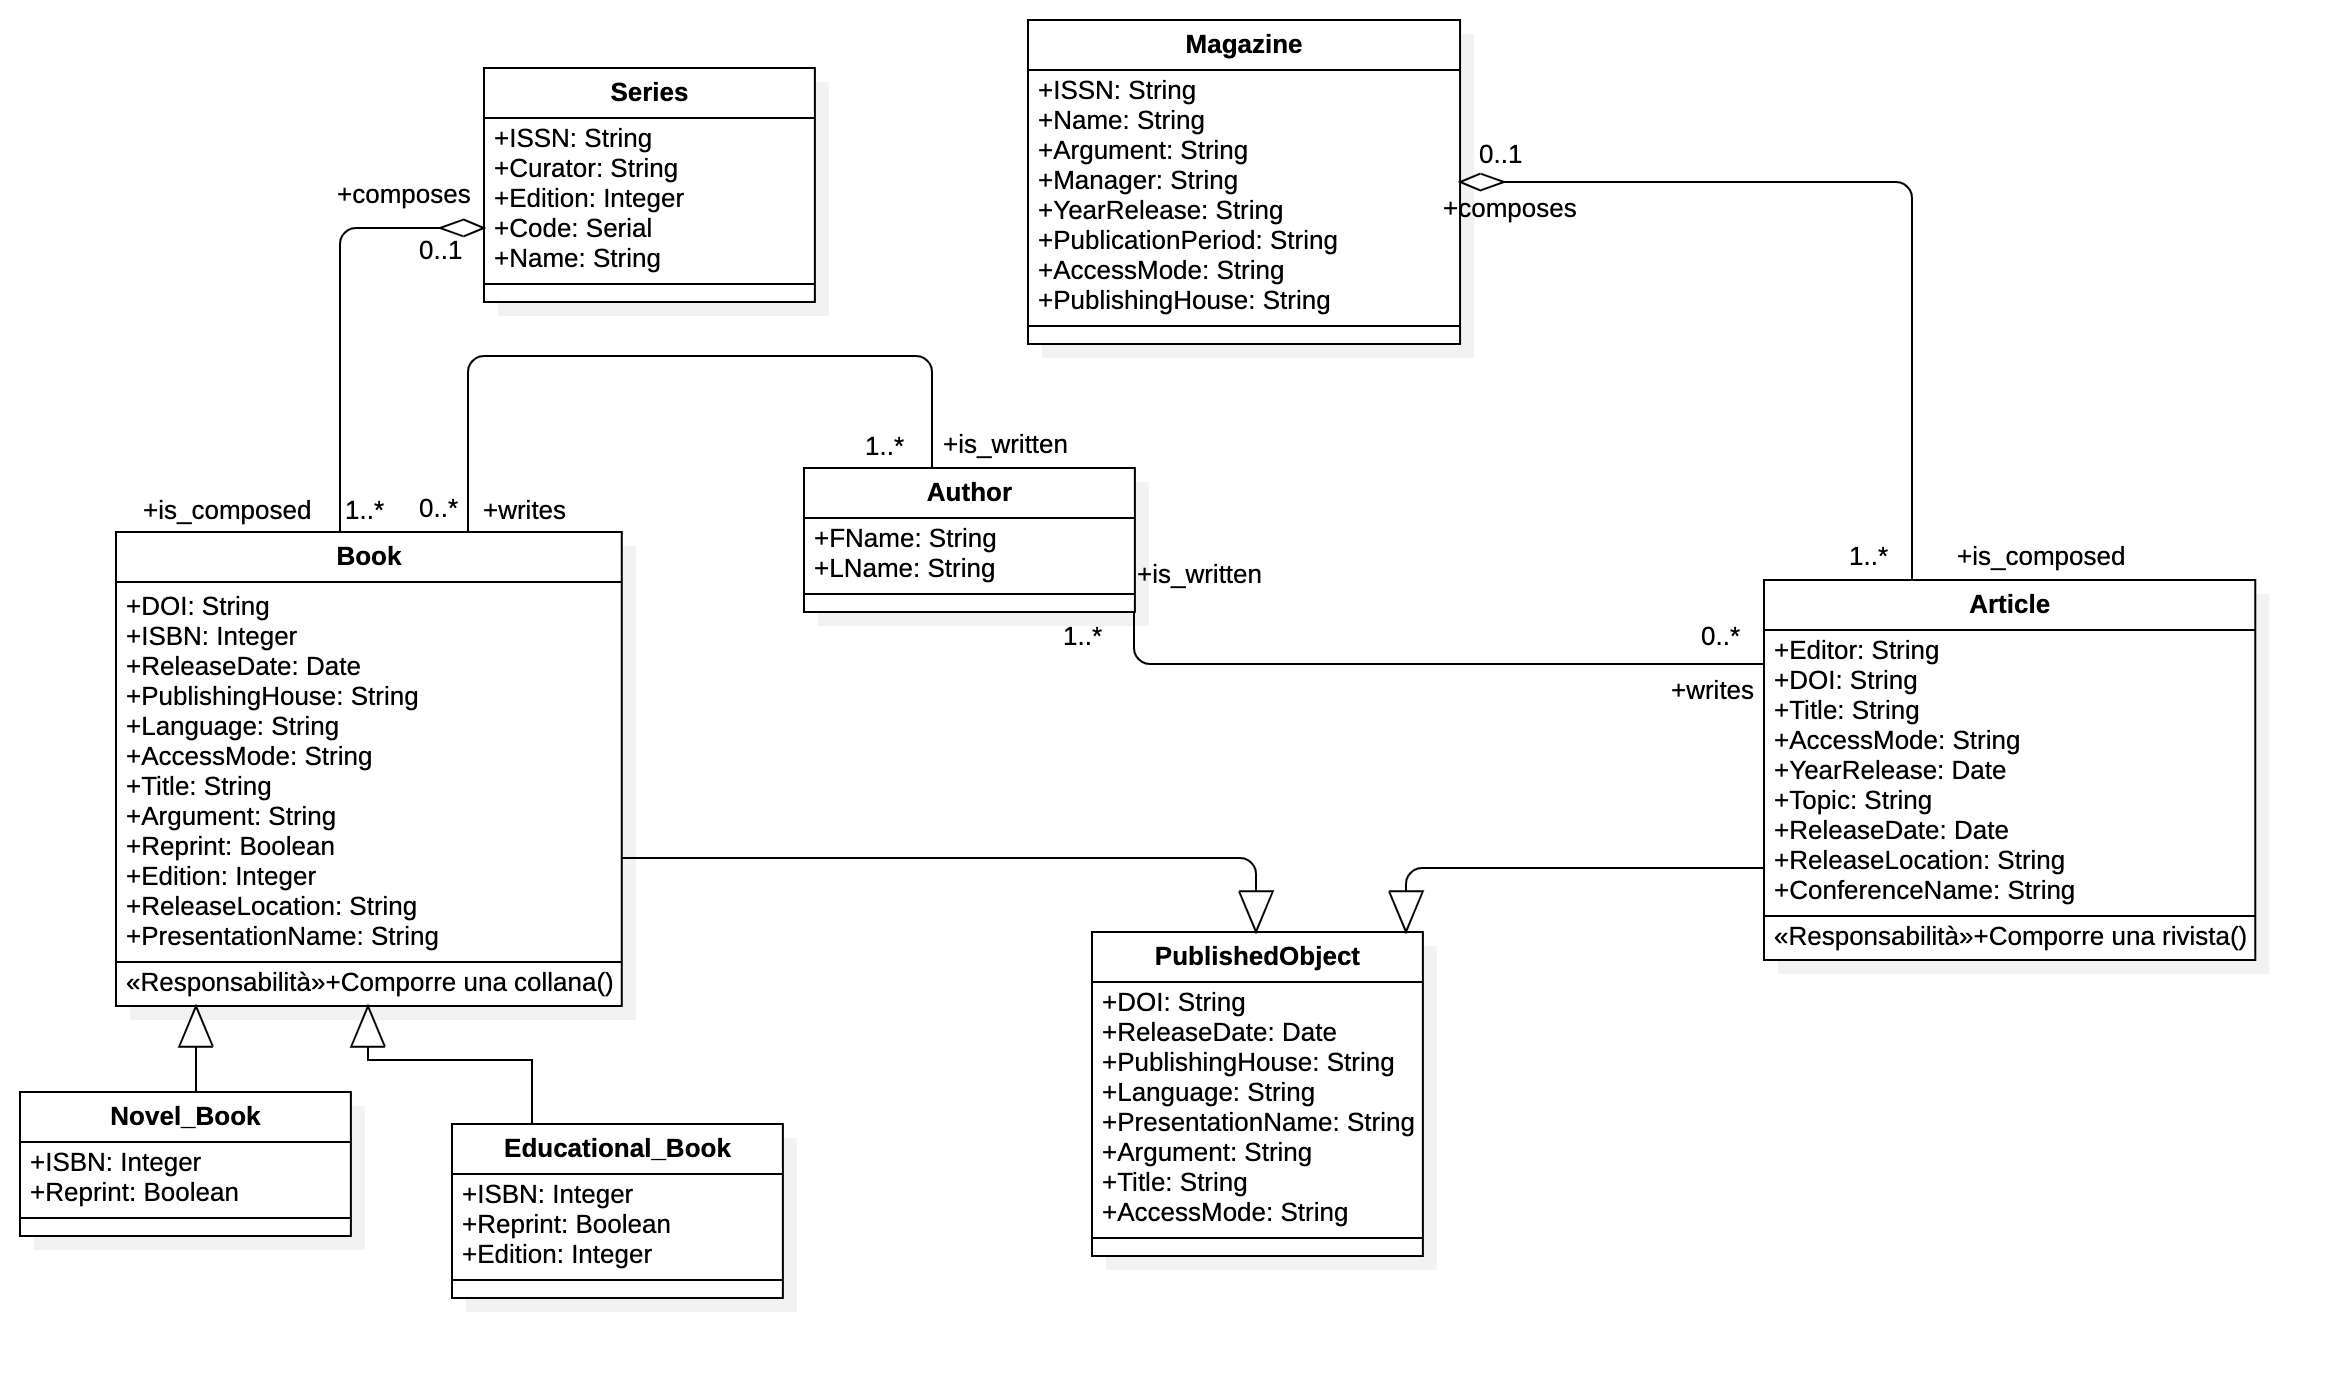 Magazine
+ISSN: String
+Name: String
+Argument: String
+Manager: String
+YearRelease: String
+PublicationPeriod: String
+AccessMode: String
+PublishingHouse: String
0..1
+composes
Series
+ISSN: String
+Curator: String
+Edition: Integer
+Code: Serial
+Name: String
+composes
0..1
1..*
+is_written
Author
+FName: String
+LName: String
+is_written
1..*
0..*
+writes
+is_composed
1..*
0..*
+writes
Book
+DOI: String
+ISBN: Integer
+ReleaseDate: Date
+PublishingHouse: String
+Language: String
+AccessMode: String
+Title: String
+Argument: String
+Reprint: Boolean
+Edition: Integer
+ReleaseLocation: String
+PresentationName: String
«Responsabilità»+Comporre una collana()
1..*
+is_composed
Article
+Editor: String
+DOI: String
+Title: String
+AccessMode: String
+YearRelease: Date
+Topic: String
+ReleaseDate: Date
+ReleaseLocation: String
+ConferenceName: String
«Responsabilità»+Comporre una rivista()
PublishedObject
+DOI: String
+ReleaseDate: Date
+PublishingHouse: String
+Language: String
+PresentationName: String
+Argument: String
+Title: String
+AccessMode: String
Novel_Book
+ISBN: Integer
+Reprint: Boolean
Educational_Book
+ISBN: Integer
+Reprint: Boolean
+Edition: Integer